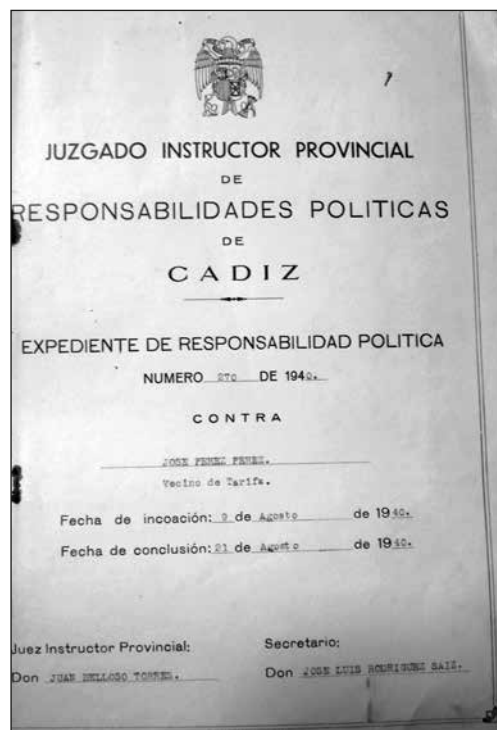 JUZGADO INSTRUCTOR PROVINCIAL
DE
RESPONSABILIDADES POLITICAS
DE
CADIZ
EXPEDIENTE DE RESPONSABILIDAD POLITICA
NUMERO 270 DE 1940.
CONTRA
JOSE PEREZ PEREZ.
Vecino de Tarifa.
Fecha de incoación: 9 de Agosto de 1940.
Fecha de conclusión: 21 de Agosto de 1940.
Juez Instructor Provincial:
Don JUAN BELLOSO TORRES.
Secretario:
Don JOSE LUIS RODRIGUEZ SAIZ.